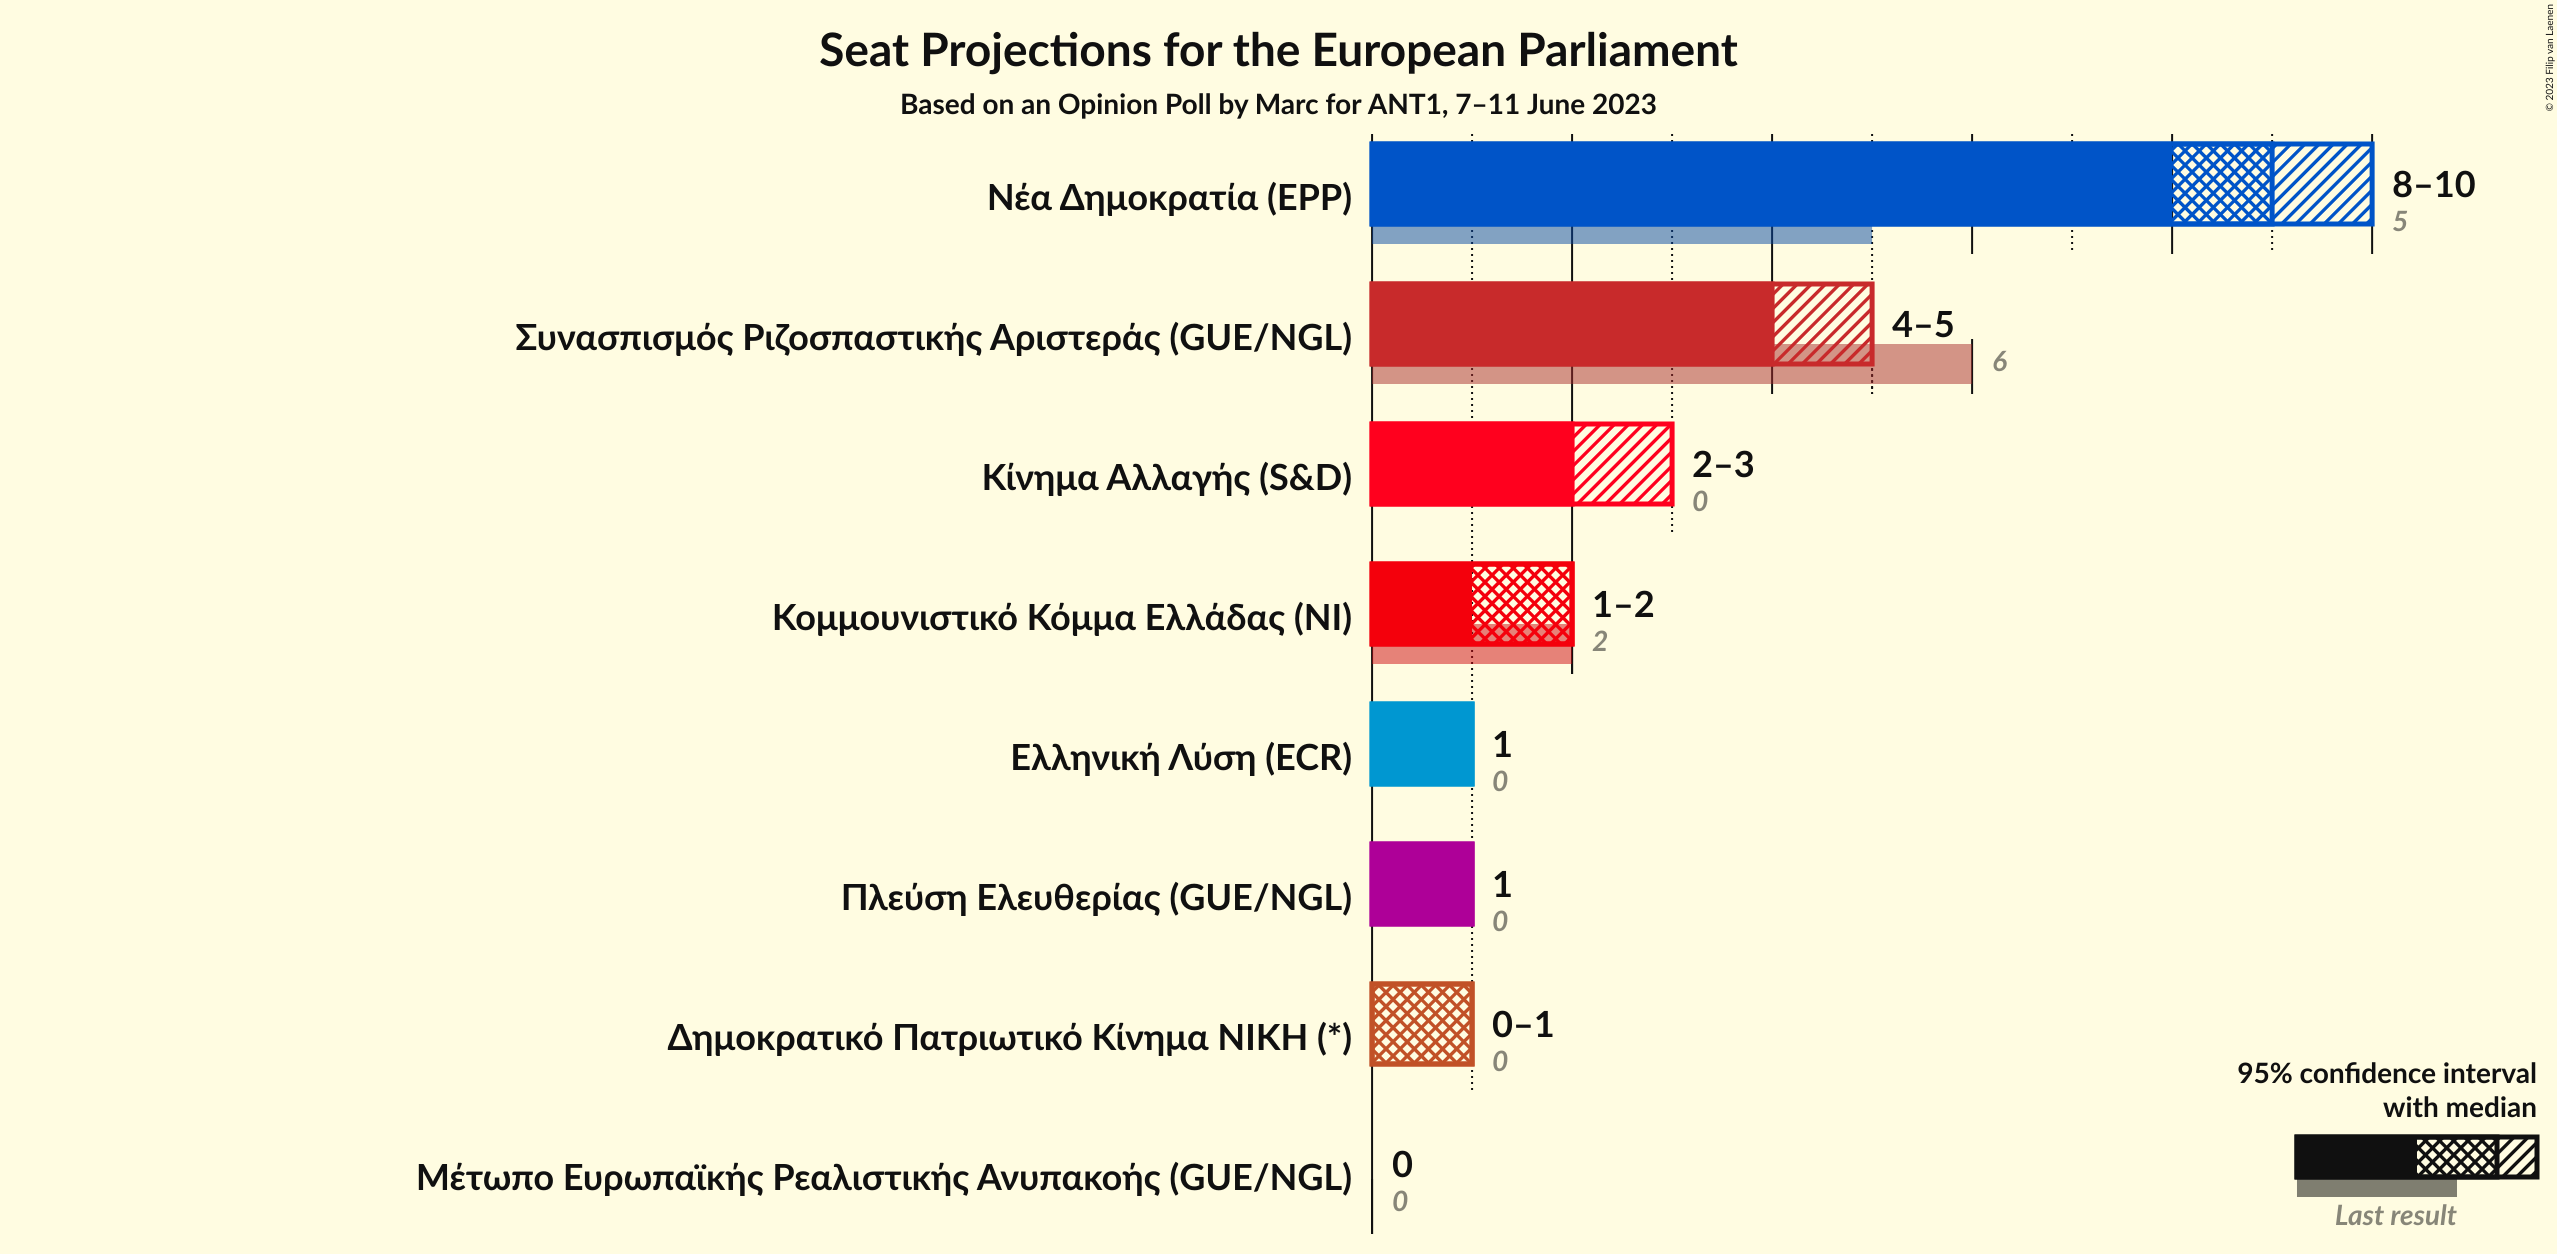 Seat Projections for the European Parliament
Based on an Opinion Poll by Marc for ANT1, 7–11 June 2023
© 2023 Filip van Laenen
Νέα Δημοκρατία (EPP)
8–10
5
Συνασπισμός Ριζοσπαστικής Αριστεράς (GUE/NGL)
4–5
6
Κίνημα Αλλαγής (S&D)
2–3
0
Κομμουνιστικό Κόμμα Ελλάδας (NI)
1–2
2
Ελληνική Λύση (ECR)
1
0
Πλεύση Ελευθερίας (GUE/NGL)
1
0
Δημοκρατικό Πατριωτικό Κίνημα ΝΙΚΗ (*)
0–1
0
Μέτωπο Ευρωπαϊκής Ρεαλιστικής Ανυπακοής (GUE/NGL)
0
0
95% confidence interval
with median
Last result